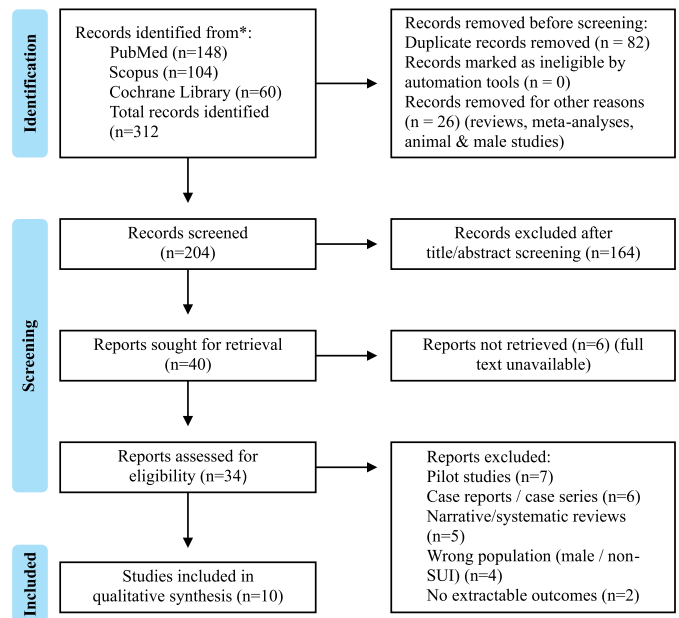 Identification
Records identified from*:
PubMed (n=148)
Scopus (n=104)
Cochrane Library (n=60)
Total records identified
(n=312
Records removed before screening:
Duplicate records removed (n = 82)
Records marked as ineligible by
automation tools (n = 0)
Records removed for other reasons
(n = 26) (reviews, meta-analyses,
animal & male studies)
Screening
Records screened
(n=204)
Records excluded after
title/abstract screening (n=164)
Reports sought for retrieval
(n=40)
Reports not retrieved (n=6) (full
text unavailable)
Reports assessed for
eligibility (n=34)
Reports excluded:
Pilot studies (n=7)
Case reports / case series (n=6)
Narrative/systematic reviews
(n=5)
Wrong population (male / non-
SUI) (n=4)
No extractable outcomes (n=2)
Included
Studies included in
qualitative synthesis (n=10)